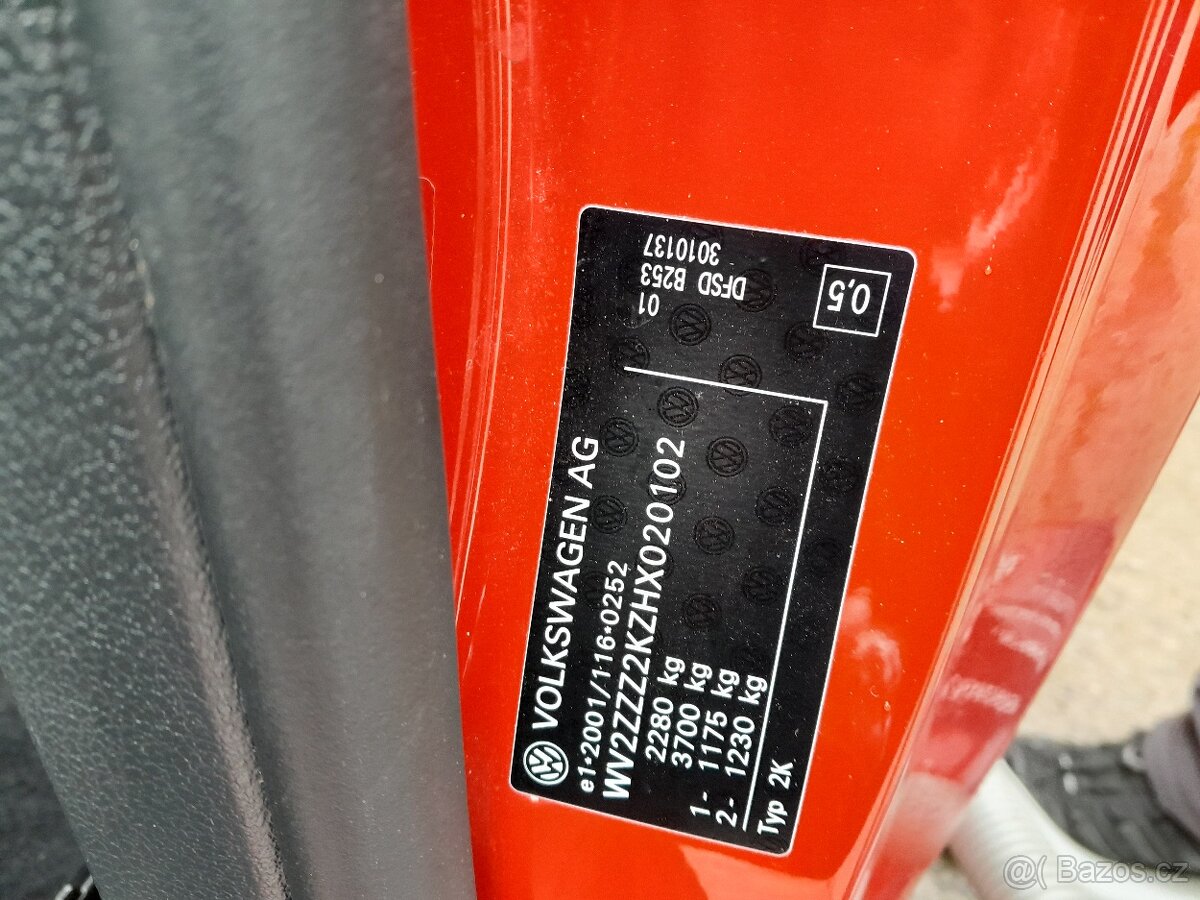 VOLKSWAGEN AG
e1*2001/116*0252
WV2ZZZ2KZHX020102
2280 kg
3700 kg
1- 1175 kg
2- 1230 kg
Typ 2K
01
DFSD B253
3010137
0,5
@( Bazos.cz